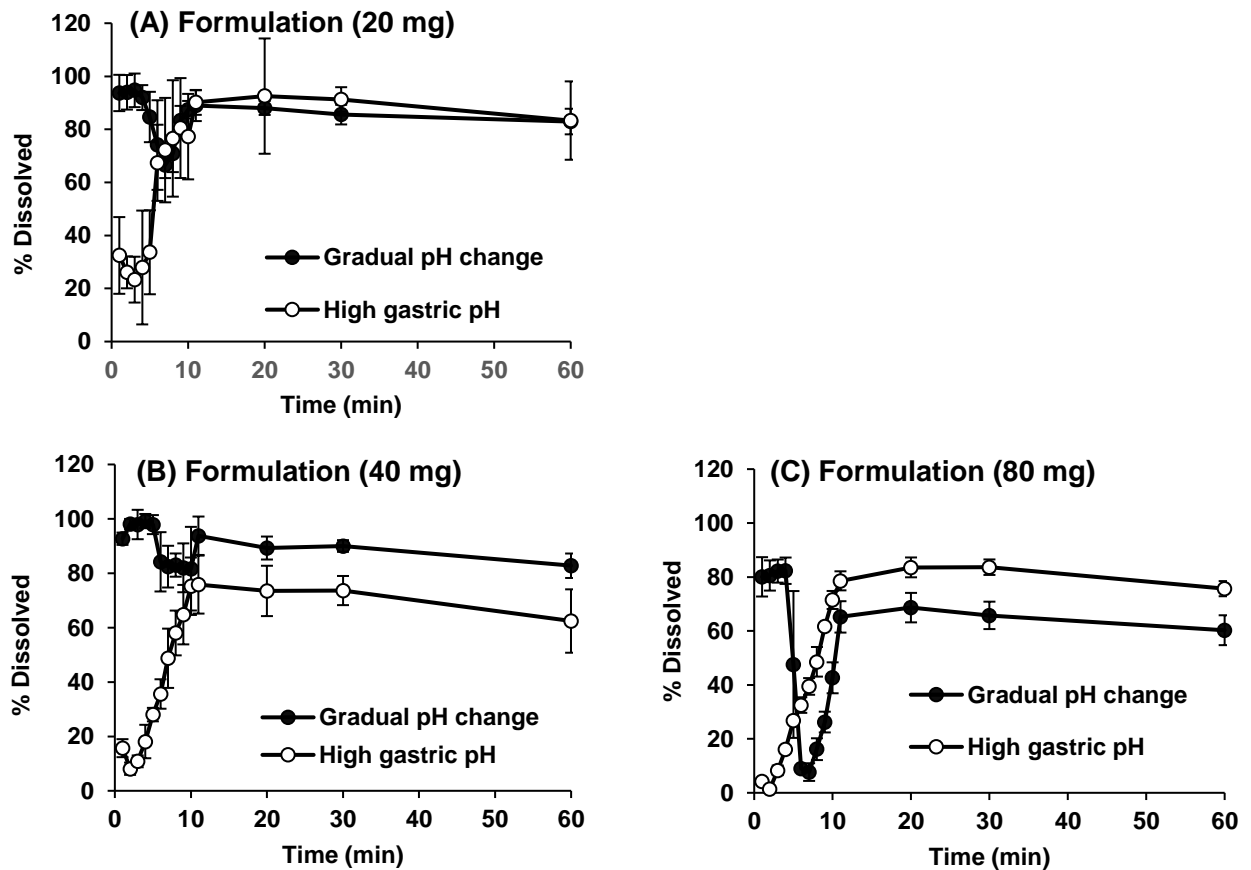 (A) Formulation (20 mg)
120
100
80
60
40
20
0
% Dissolved
Gradual pH change
High gastric pH
0 10 20 30 40 50 60
Time (min)
(B) Formulation (40 mg)
120
100
80
60
40
20
0
% Dissolved
Gradual pH change
High gastric pH
0 10 20 30 40 50 60
Time (min)
(C) Formulation (80 mg)
120
100
80
60
40
20
0
% Dissolved
Gradual pH change
High gastric pH
0 10 20 30 40 50 60
Time (min)